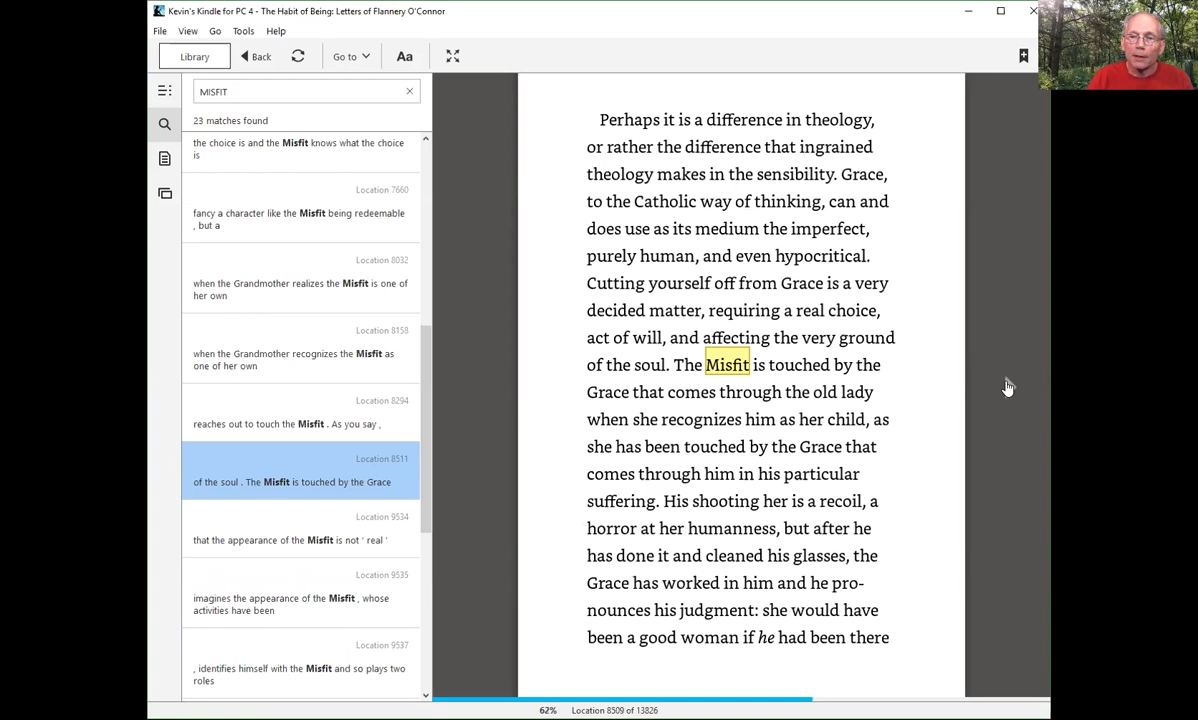 Kevin's Kindle for PC 4 - The Habit of Being: Letters of Flannery O'Connor
File View Go Tools Help
Library Back Go to Aa
MISFIT
23 matches found
the choice is and the Misfit knows what the choice
is
Location 7660
fancy a character like the Misfit being redeemable
, but a
Location 8032
when the Grandmother realizes the Misfit is one of
her own
Location 8158
when the Grandmother recognizes the Misfit as
one of her own
Location 8294
reaches out to touch the Misfit . As you say ,
Location 8511
of the soul . The Misfit is touched by the Grace
Location 9534
that the appearance of the Misfit is not ' real '
Location 9535
imagines the appearance of the Misfit , whose
activities have been
Location 9537
, identifies himself with the Misfit and so plays two
roles
Perhaps it is a difference in theology,
or rather the difference that ingrained
theology makes in the sensibility. Grace,
to the Catholic way of thinking, can and
does use as its medium the imperfect,
purely human, and even hypocritical.
Cutting yourself off from Grace is a very
decided matter, requiring a real choice,
act of will, and affecting the very ground
of the soul. The Misfit is touched by the
Grace that comes through the old lady
when she recognizes him as her child, as
she has been touched by the Grace that
comes through him in his particular
suffering. His shooting her is a recoil, a
horror at her humanness, but after he
has done it and cleaned his glasses, the
Grace has worked in him and he pro-
nounces his judgment: she would have
been a good woman if he had been there
62% Location 8509 of 13826